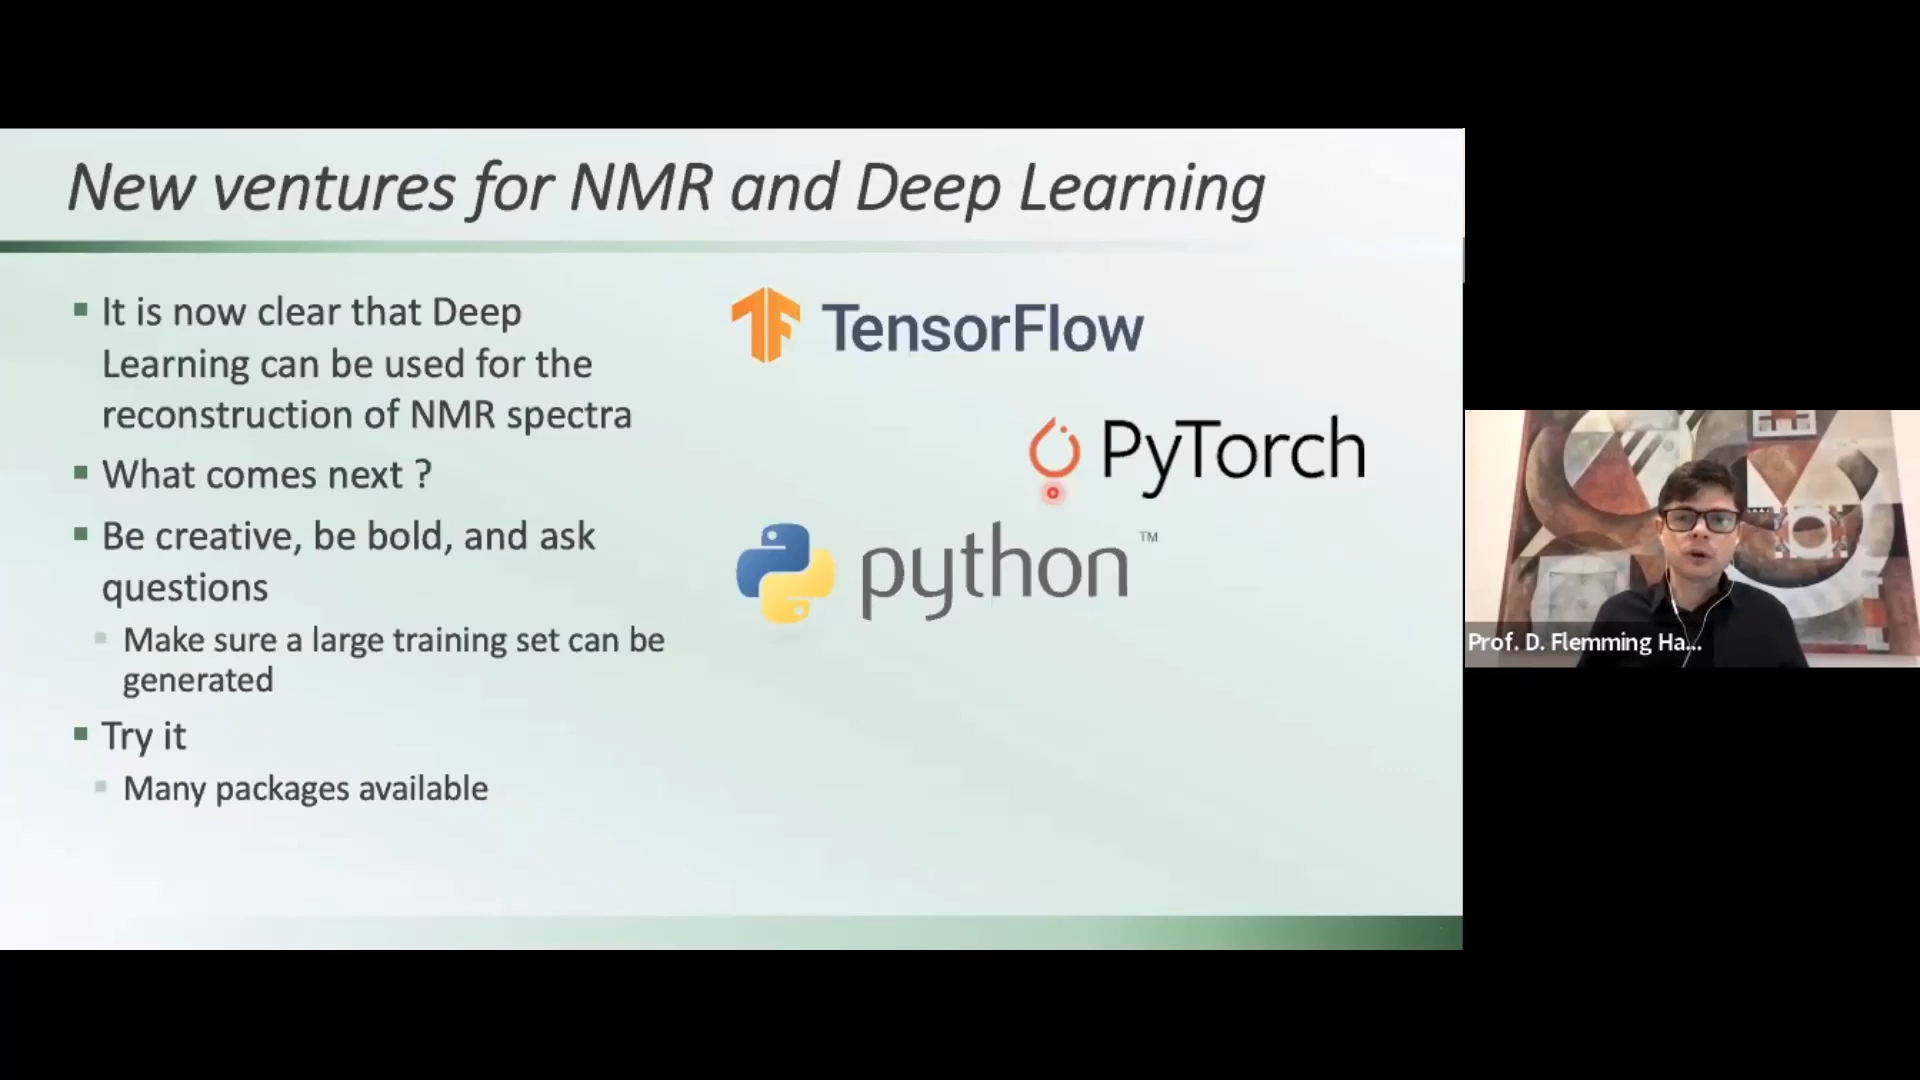 New ventures for NMR and Deep Learning
It is now clear that Deep
Learning can be used for the
reconstruction of NMR spectra
What comes next ?
Be creative, be bold, and ask
questions
Make sure a large training set can be
generated
Try it
Many packages available
TensorFlow
PyTorch
python™
Prof. D. Flemming Ha...